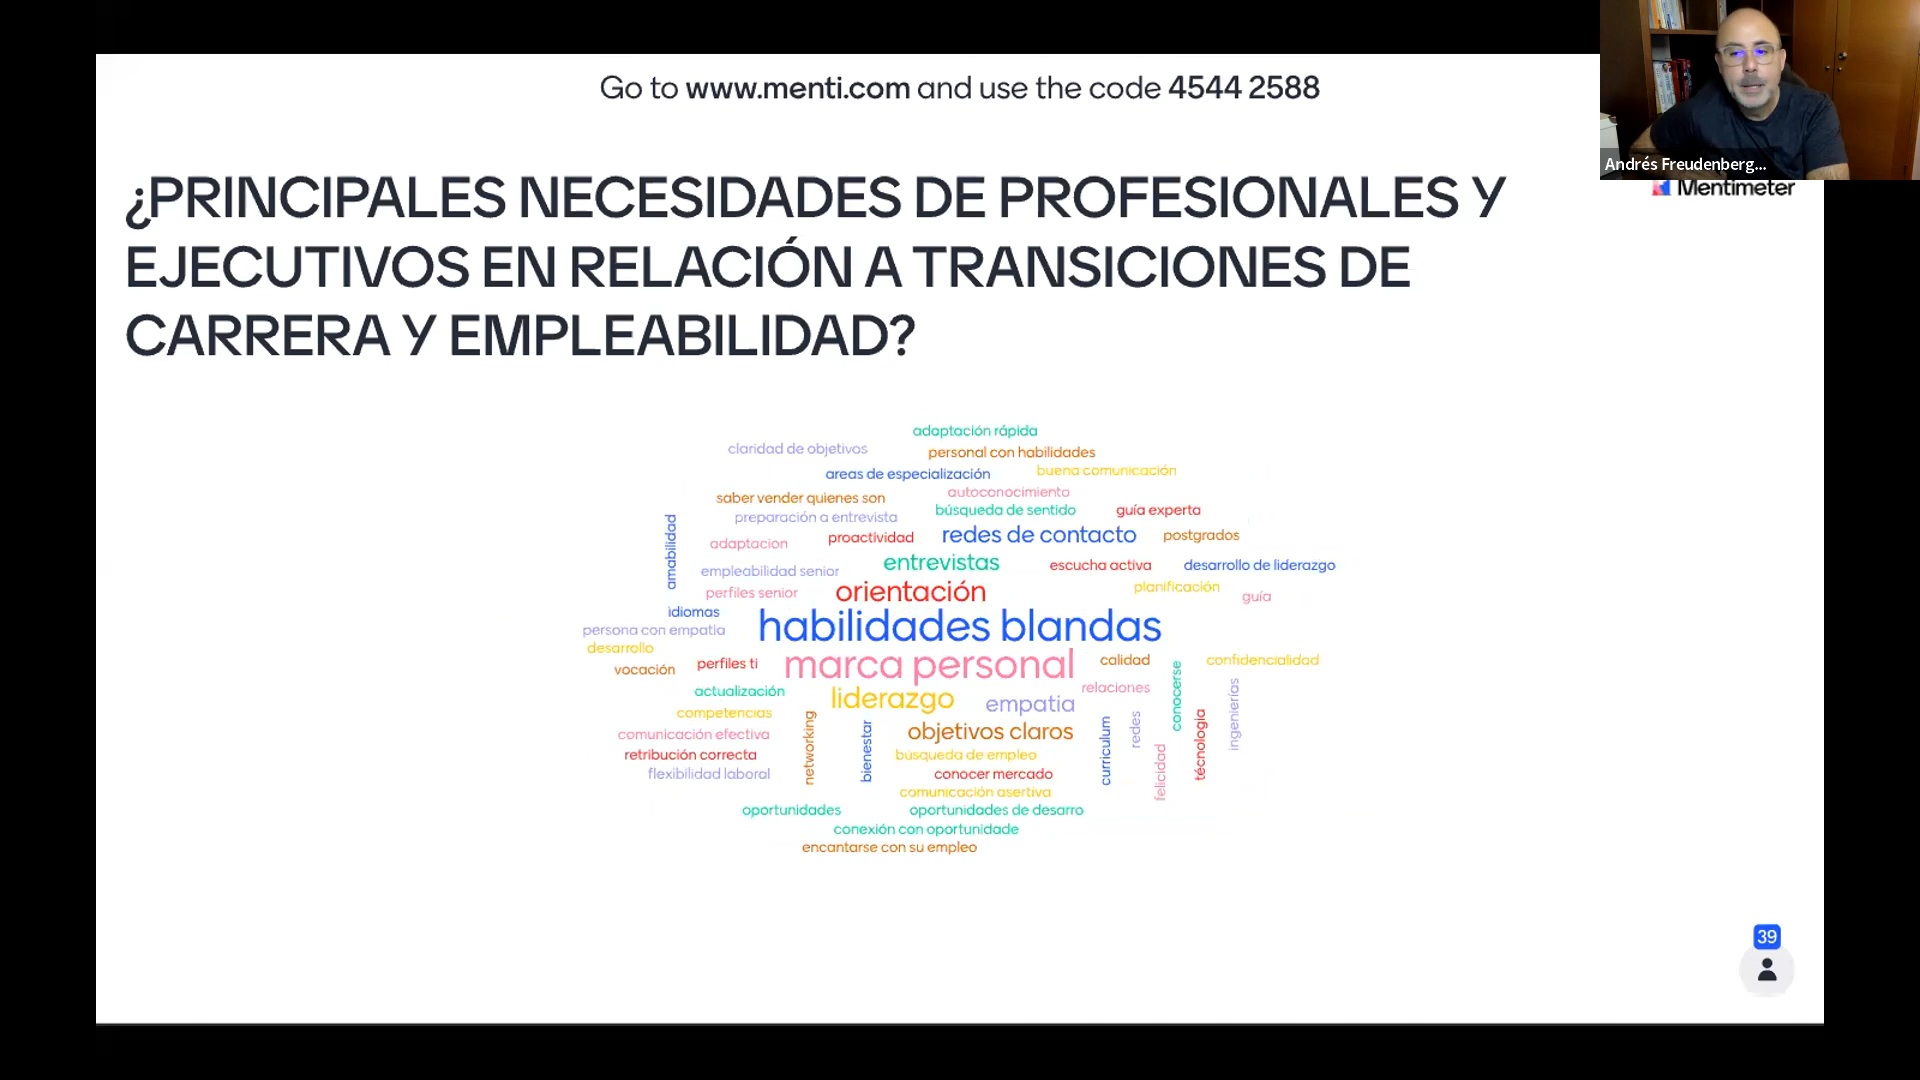 Go to www.menti.com and use the code 4544 2588
Andrés Freudenberg...
Mentimeter
¿PRINCIPALES NECESIDADES DE PROFESIONALES Y
EJECUTIVOS EN RELACIÓN A TRANSICIONES DE
CARRERA Y EMPLEABILIDAD?
adaptación rápida
claridad de objetivos
personal con habilidades
areas de especialización
buena comunicación
saber vender quienes son
autoconocimiento
preparación a entrevista
búsqueda de sentido
guía experta
amabilidad
adaptacion
proactividad
redes de contacto
postgrados
empleabilidad senior
entrevistas
escucha activa
desarrollo de liderazgo
perfiles senior
orientación
planificación
guía
idiomas
persona con empatia
habilidades blandas
desarrollo
vocación
perfiles ti
marca personal
calidad
confidencialidad
actualización
liderazgo
empatia
relaciones
conocerse
ingenierías
competencias
comunicación efectiva
networking
bienestar
objetivos claros
curriculum
redes
técnologia
retribución correcta
búsqueda de empleo
felicidad
flexibilidad laboral
conocer mercado
comunicación asertiva
oportunidades
oportunidades de desarro
conexión con oportunidade
encantarse con su empleo
39